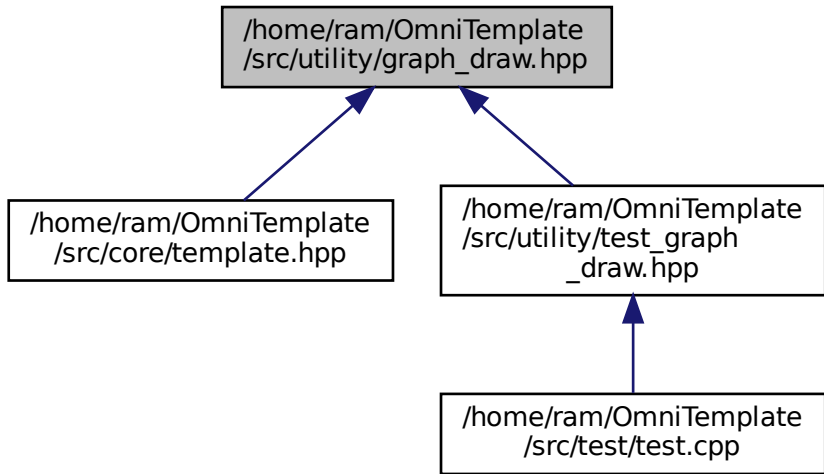 /home/ram/OmniTemplate
/src/utility/graph_draw.hpp
/home/ram/OmniTemplate
/src/core/template.hpp
/home/ram/OmniTemplate
/src/utility/test_graph
_draw.hpp
/home/ram/OmniTemplate
/src/test/test.cpp